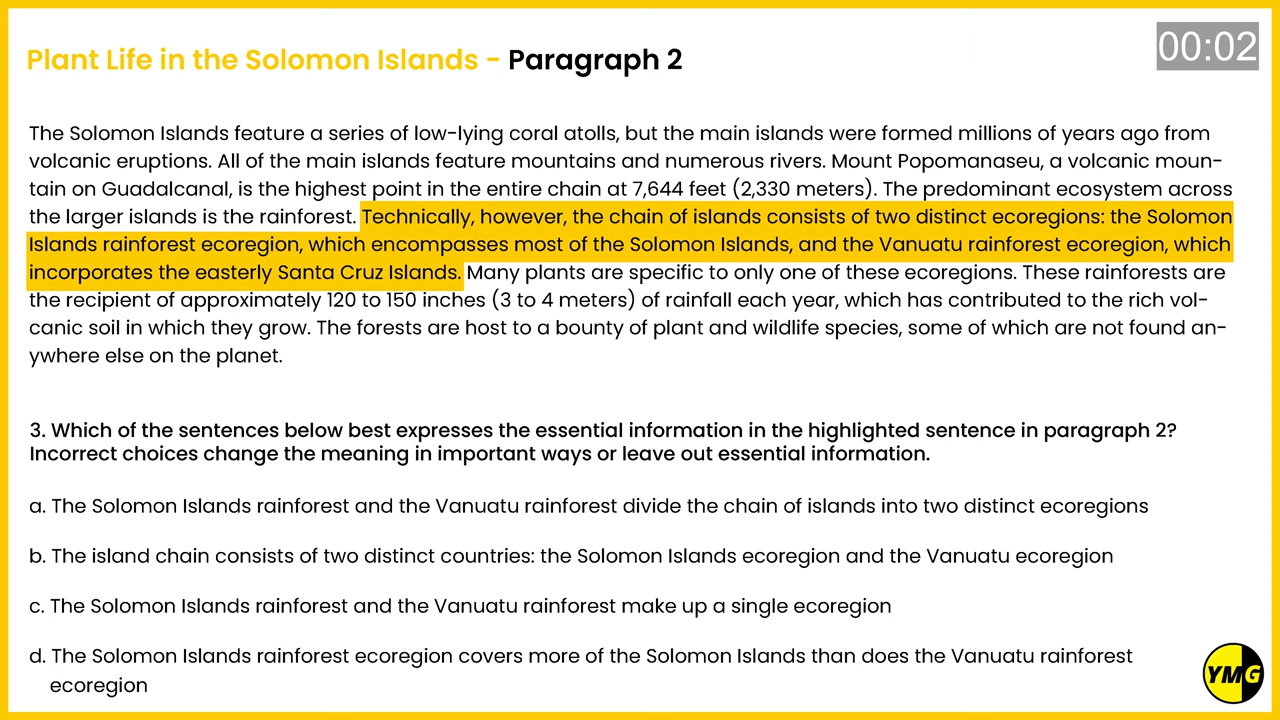 Plant Life in the Solomon Islands - Paragraph 2
00:02
The Solomon Islands feature a series of low-lying coral atolls, but the main islands were formed millions of years ago from
volcanic eruptions. All of the main islands feature mountains and numerous rivers. Mount Popomanaseu, a volcanic moun-
tain on Guadalcanal, is the highest point in the entire chain at 7,644 feet (2,330 meters). The predominant ecosystem across
the larger islands is the rainforest. Technically, however, the chain of islands consists of two distinct ecoregions: the Solomon
Islands rainforest ecoregion, which encompasses most of the Solomon Islands, and the Vanuatu rainforest ecoregion, which
incorporates the easterly Santa Cruz Islands. Many plants are specific to only one of these ecoregions. These rainforests are
the recipient of approximately 120 to 150 inches (3 to 4 meters) of rainfall each year, which has contributed to the rich vol-
canic soil in which they grow. The forests are host to a bounty of plant and wildlife species, some of which are not found an-
ywhere else on the planet.
3. Which of the sentences below best expresses the essential information in the highlighted sentence in paragraph 2?
Incorrect choices change the meaning in important ways or leave out essential information.
a. The Solomon Islands rainforest and the Vanuatu rainforest divide the chain of islands into two distinct ecoregions
b. The island chain consists of two distinct countries: the Solomon Islands ecoregion and the Vanuatu ecoregion
c. The Solomon Islands rainforest and the Vanuatu rainforest make up a single ecoregion
d. The Solomon Islands rainforest ecoregion covers more of the Solomon Islands than does the Vanuatu rainforest
ecoregion
YMG